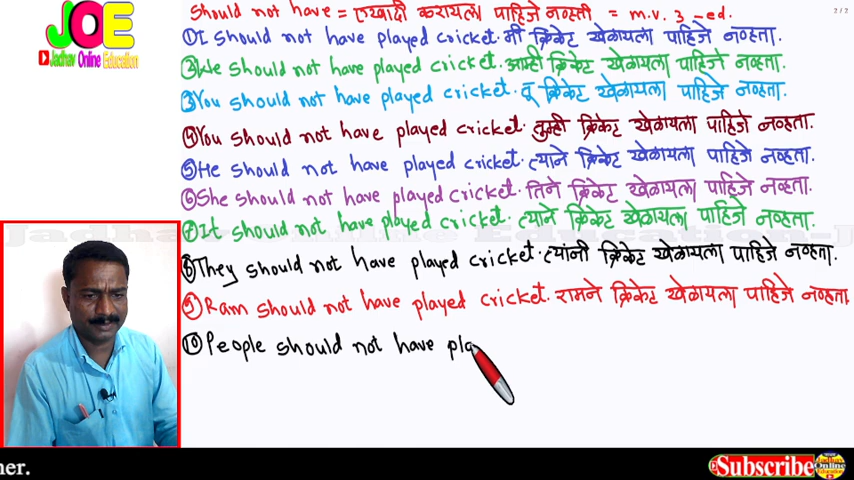 JOE
Jadhav Online Education
2/2
should not have = एखादी करायला पाहिजे नव्हती = m.v. 3 -ed.
① I should not have played cricket. मी क्रिकेट खेळायला पाहिजे नव्हता.
② We should not have played cricket. आम्ही क्रिकेट खेळायला पाहिजे नव्हता.
③ You should not have played cricket. तू क्रिकेट खेळायला पाहिजे नव्हता.
④ You should not have played cricket. तुम्ही क्रिकेट खेळायला पाहिजे नव्हता.
⑤ He should not have played cricket. त्याने क्रिकेट खेळायला पाहिजे नव्हता.
⑥ She should not have played cricket. तिने क्रिकेट खेळायला पाहिजे नव्हता.
⑦ It should not have played cricket. त्याने क्रिकेट खेळायला पाहिजे नव्हता.
⑧ They should not have played cricket. त्यांनी क्रिकेट खेळायला पाहिजे नव्हता.
⑨ Ram should not have played cricket. रामने क्रिकेट खेळायला पाहिजे नव्हता.
⑩ People should not have pla
ner.
Subscribe